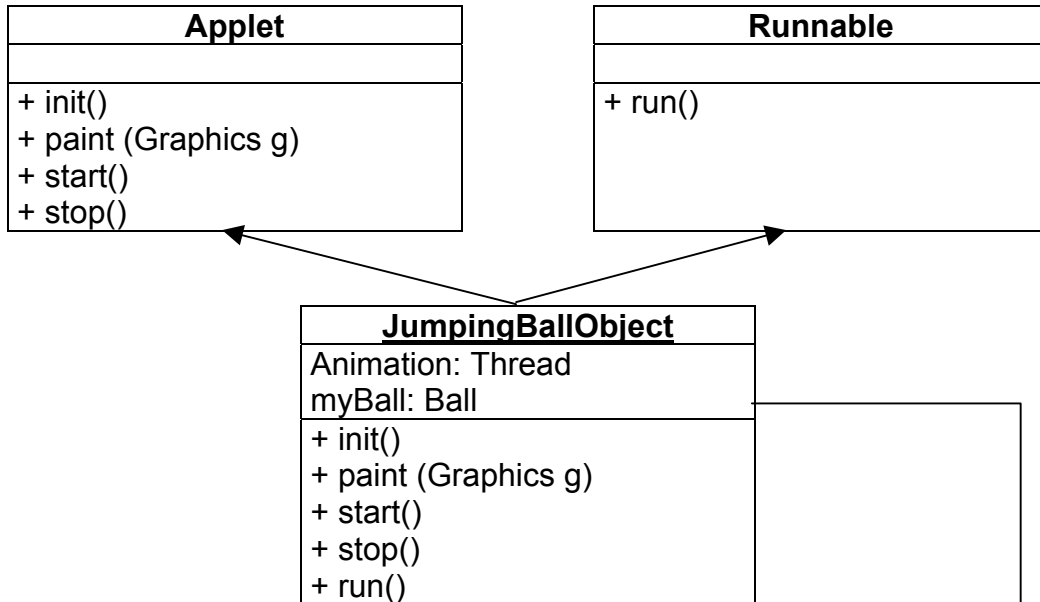 Applet
+ init()
+ paint (Graphics g)
+ start()
+ stop()
Runnable
+ run()
JumpingBallObject
Animation: Thread
myBall: Ball
+ init()
+ paint (Graphics g)
+ start()
+ stop()
+ run()